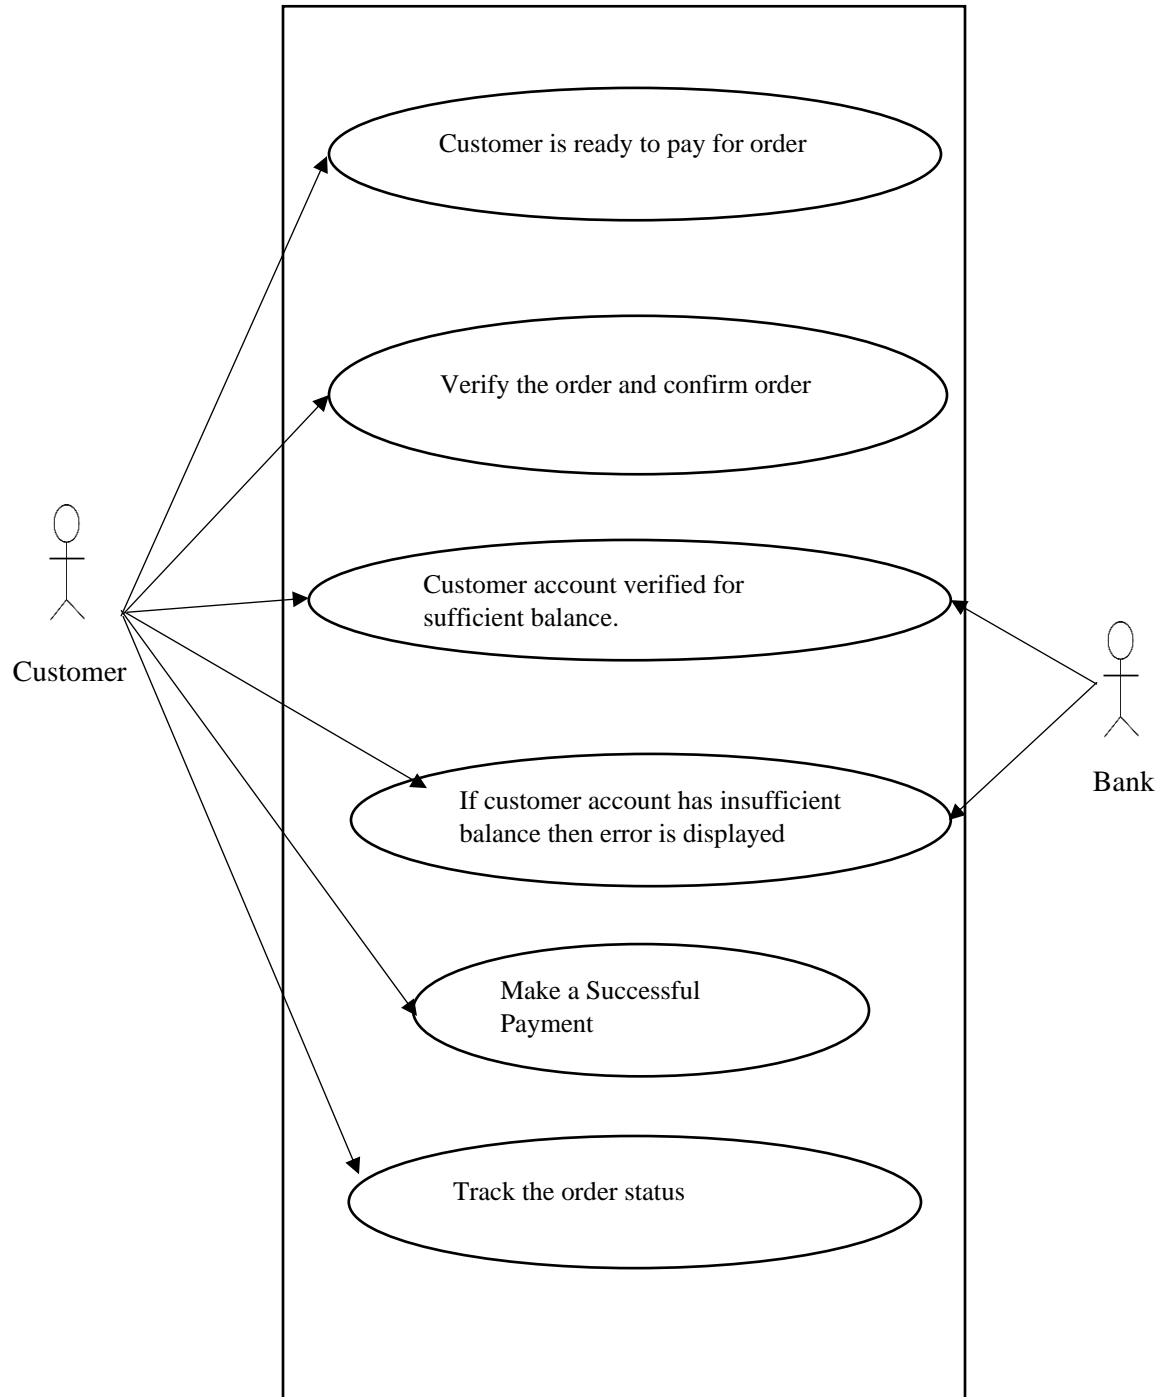 Customer is ready to pay for order
Verify the order and confirm order
Customer account verified for
sufficient balance.
Customer
Bank
If customer account has insufficient
balance then error is displayed
Make a Successful
Payment
Track the order status